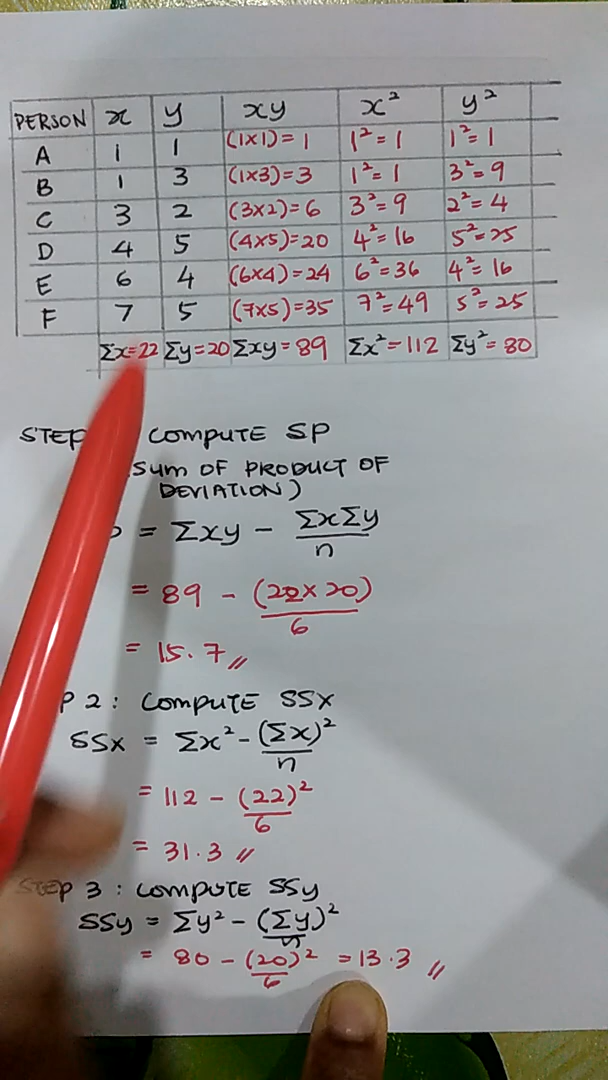 PERSON x y xy x² y²
A 1 1 (1x1)=1 1²=1 1²=1
B 1 3 (1x3)=3 1²=1 3²=9
C 3 2 (3x2)=6 3²=9 2²=4
D 4 5 (4x5)=20 4²=16 5²=25
E 6 4 (6x4)=24 6²=36 4²=16
F 7 5 (7x5)=35 7²=49 5²=25
Σx=22 Σy=20 Σxy=89 Σx²=112 Σy²=80
STEP COMPUTE SP
SUM OF PRODUCT OF
DEVIATION)
= Σxy - ΣxΣy
n
= 89 - (22x20)
6
= 15.7//
P 2: COMPUTE SSX
SSx = Σx² - (Σx)²
n
= 112 - (22)²
6
= 31.3//
STEP 3: COMPUTE SSy
SSy = Σy² - (Σy)²
n
= 80 - (20)² = 13.3//
6